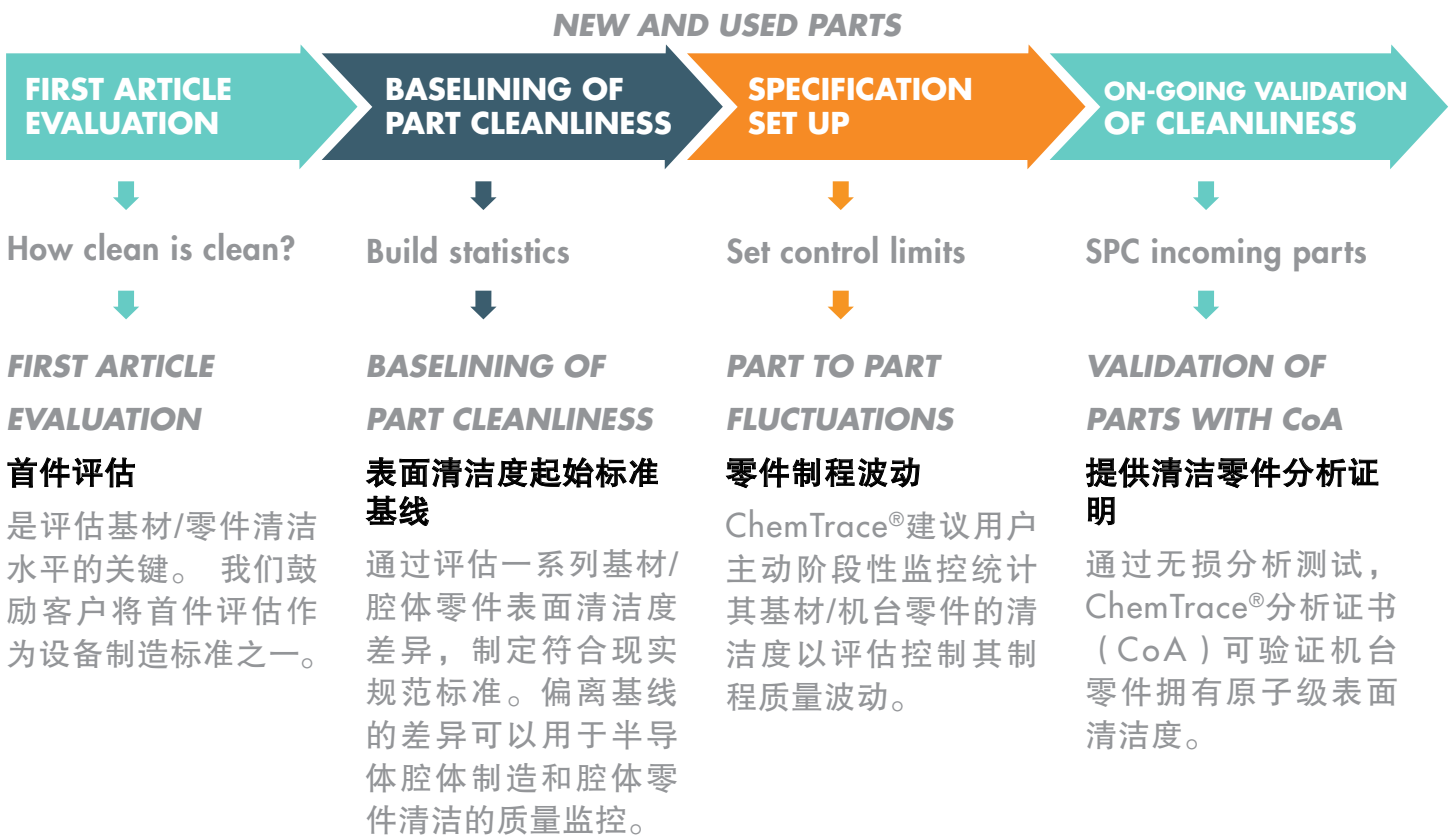 NEW AND USED PARTS
FIRST ARTICLE
EVALUATION
BASELINING OF
PART CLEANLINESS
SPECIFICATION
SET UP
ON-GOING VALIDATION
OF CLEANLINESS
How clean is clean?
Build statistics
Set control limits
SPC incoming parts
FIRST ARTICLE
EVALUATION
首件评估
是评估基材/零件清洁
水平的关键。 我们鼓
励客户将首件评估作
为设备制造标准之一。
BASELINING OF
PART CLEANLINESS
表面清洁度起始标准
基线
通过评估一系列基材/
腔体零件表面清洁度
差异，制定符合现实
规范标准。偏离基线
的差异可以用于半导
体腔体制造和腔体零
件清洁的质量监控。
PART TO PART
FLUCTUATIONS
零件制程波动
ChemTrace®建议用户
主动阶段性监控统计
其基材/机台零件的清
洁度以评估控制其制
程质量波动。
VALIDATION OF
PARTS WITH CoA
提供清洁零件分析证
明
通过无损分析测试，
ChemTrace®分析证书
（CoA）可验证机台
零件拥有原子级表面
清洁度。